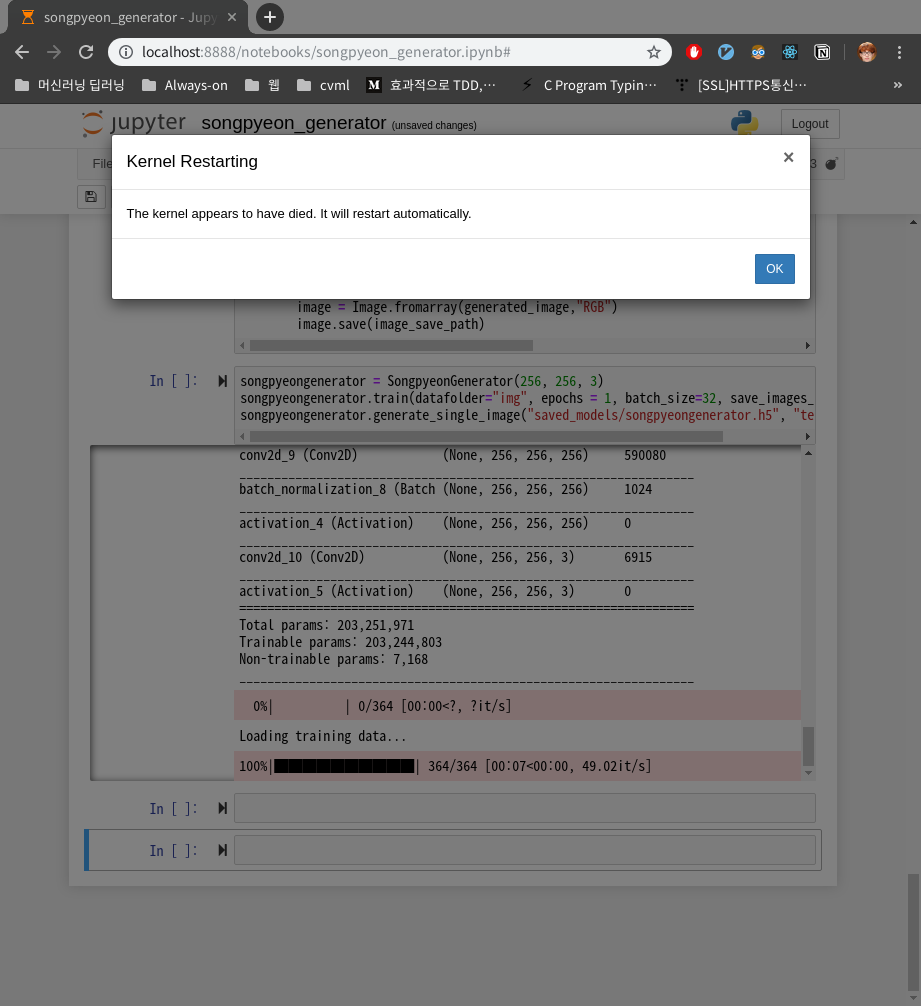 songpyeon_generator - Jupy
localhost:8888/notebooks/songpyeon_generator.ipynb#
머신러닝 딥러닝 Always-on 웹 cvml M 효과적으로 TDD,… C Program Typin… [SSL]HTTPS통신… »
jupyter songpyeon_generator (unsaved changes) Logout
File 3
Kernel Restarting ×
The kernel appears to have died. It will restart automatically.
OK
image = Image.fromarray(generated_image,"RGB")
image.save(image_save_path)
In [ ]: songpyeongenerator = SongpyeonGenerator(256, 256, 3)
songpyeongenerator.train(datafolder="img", epochs = 1, batch_size=32, save_images_
songpyeongenerator.generate_single_image("saved_models/songpyeongenerator.h5", "te
conv2d_9 (Conv2D) (None, 256, 256, 256) 590080
_________________________________________________________________
batch_normalization_8 (Batch (None, 256, 256, 256) 1024
_________________________________________________________________
activation_4 (Activation) (None, 256, 256, 256) 0
_________________________________________________________________
conv2d_10 (Conv2D) (None, 256, 256, 3) 6915
_________________________________________________________________
activation_5 (Activation) (None, 256, 256, 3) 0
=================================================================
Total params: 203,251,971
Trainable params: 203,244,803
Non-trainable params: 7,168
_________________________________________________________________
0%| | 0/364 [00:00<?, ?it/s]
Loading training data...
100%|██████████| 364/364 [00:07<00:00, 49.02it/s]
In [ ]:
In [ ]: